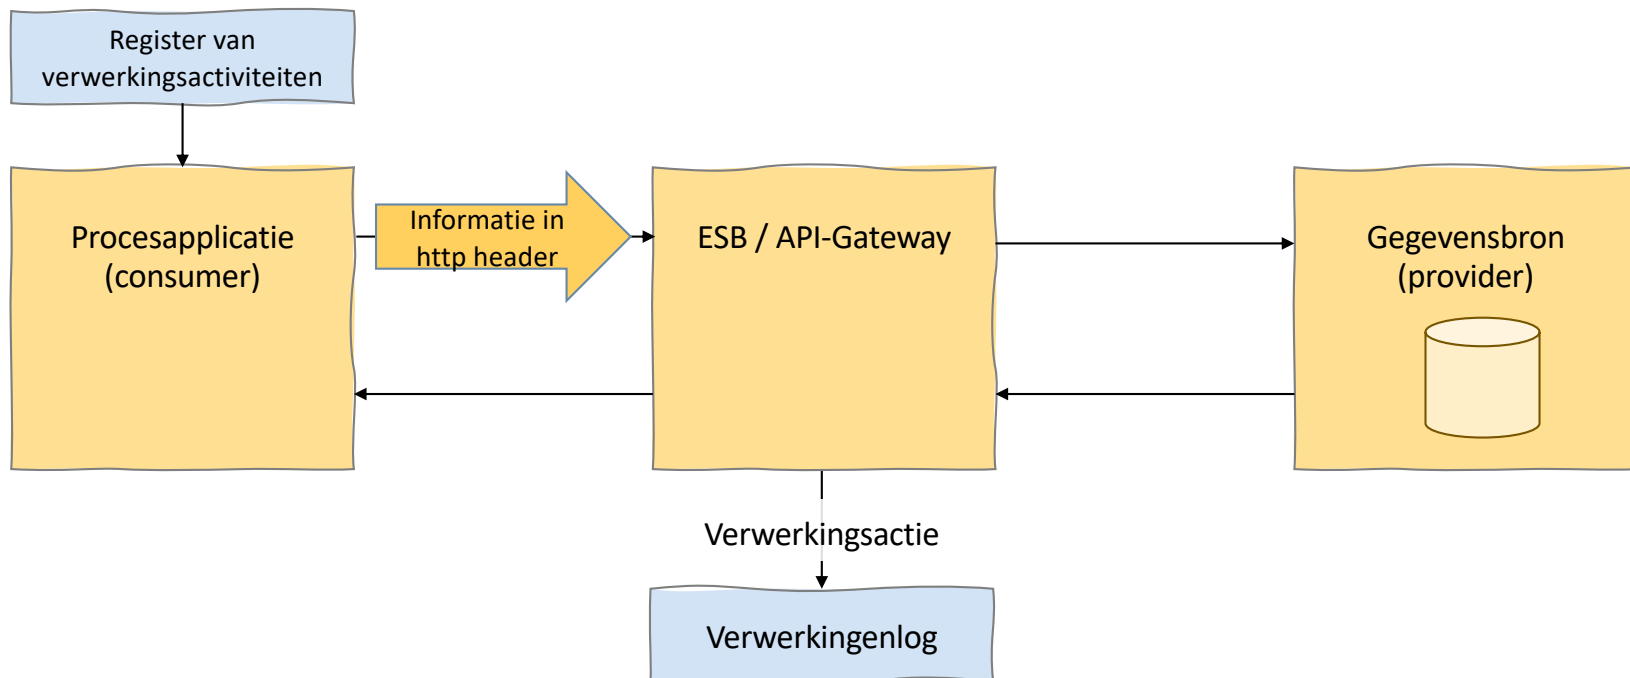 Register van
verwerkingsactiviteiten
Procesapplicatie
(consumer)
Informatie in
http header
ESB / API-Gateway
Gegevensbron
(provider)
Verwerkingsactie
Verwerkingenlog